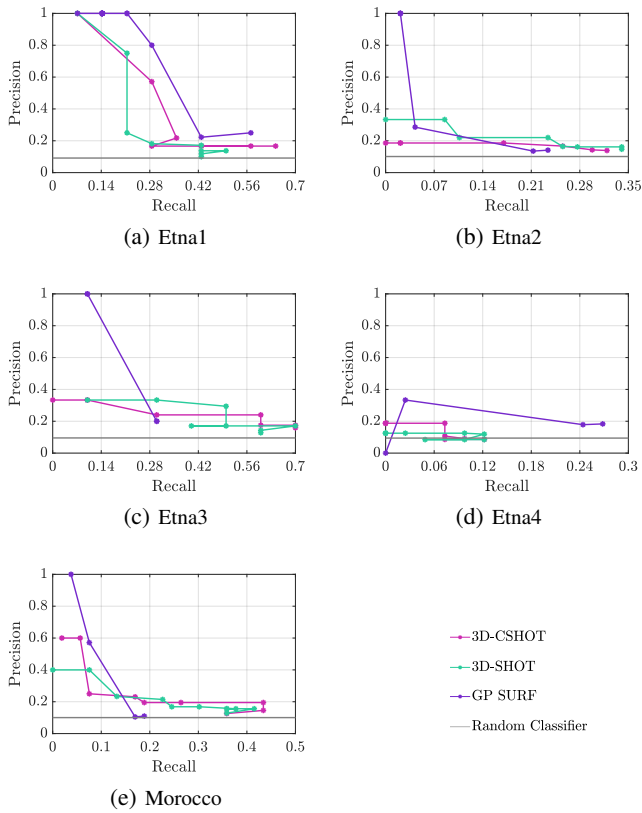 1
0.8
0.6
0.4
0.2
0
Precision
0 0.14 0.28 0.42 0.56 0.7
Recall
(a) Etna1
1
0.8
0.6
0.4
0.2
0
Precision
0 0.07 0.14 0.21 0.28 0.35
Recall
(b) Etna2
1
0.8
0.6
0.4
0.2
0
Precision
0 0.14 0.28 0.42 0.56 0.7
Recall
(c) Etna3
1
0.8
0.6
0.4
0.2
0
Precision
0 0.06 0.12 0.18 0.24 0.3
Recall
(d) Etna4
1
0.8
0.6
0.4
0.2
0
Precision
0 0.1 0.2 0.3 0.4 0.5
Recall
(e) Morocco
3D-CSHOT
3D-SHOT
GP SURF
Random Classifier